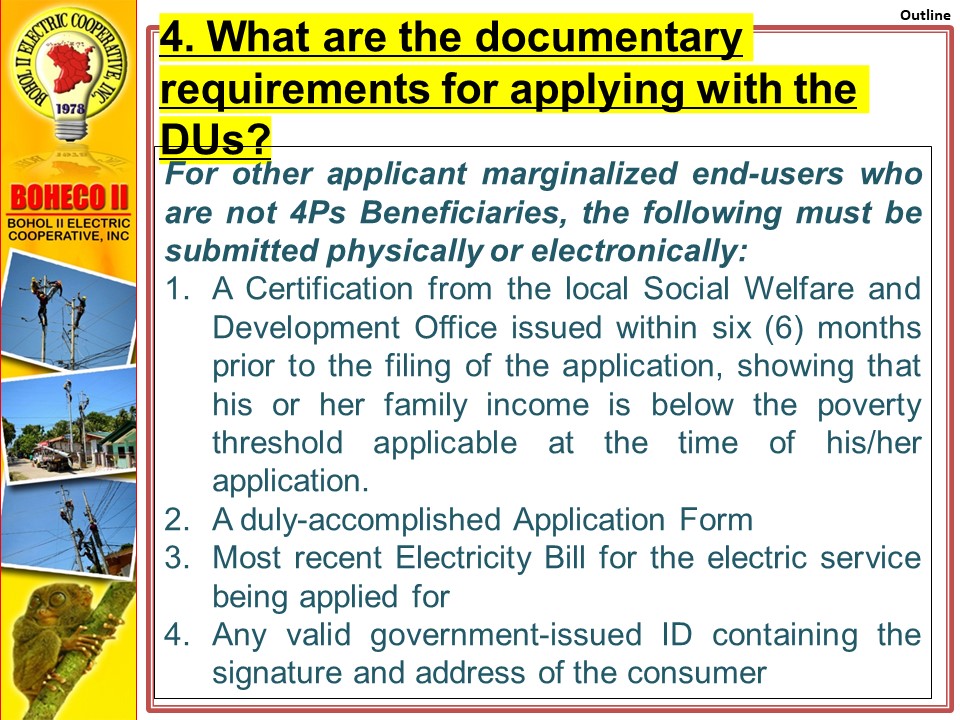 Outline
BOHOL II ELECTRIC COOPERATIVE, INC.
1978
BOHECO II
BOHOL II ELECTRIC
COOPERATIVE, INC
4. What are the documentary
requirements for applying with the
DUs?
For other applicant marginalized end-users who
are not 4Ps Beneficiaries, the following must be
submitted physically or electronically:
1. A Certification from the local Social Welfare and
Development Office issued within six (6) months
prior to the filing of the application, showing that
his or her family income is below the poverty
threshold applicable at the time of his/her
application.
2. A duly-accomplished Application Form
3. Most recent Electricity Bill for the electric service
being applied for
4. Any valid government-issued ID containing the
signature and address of the consumer